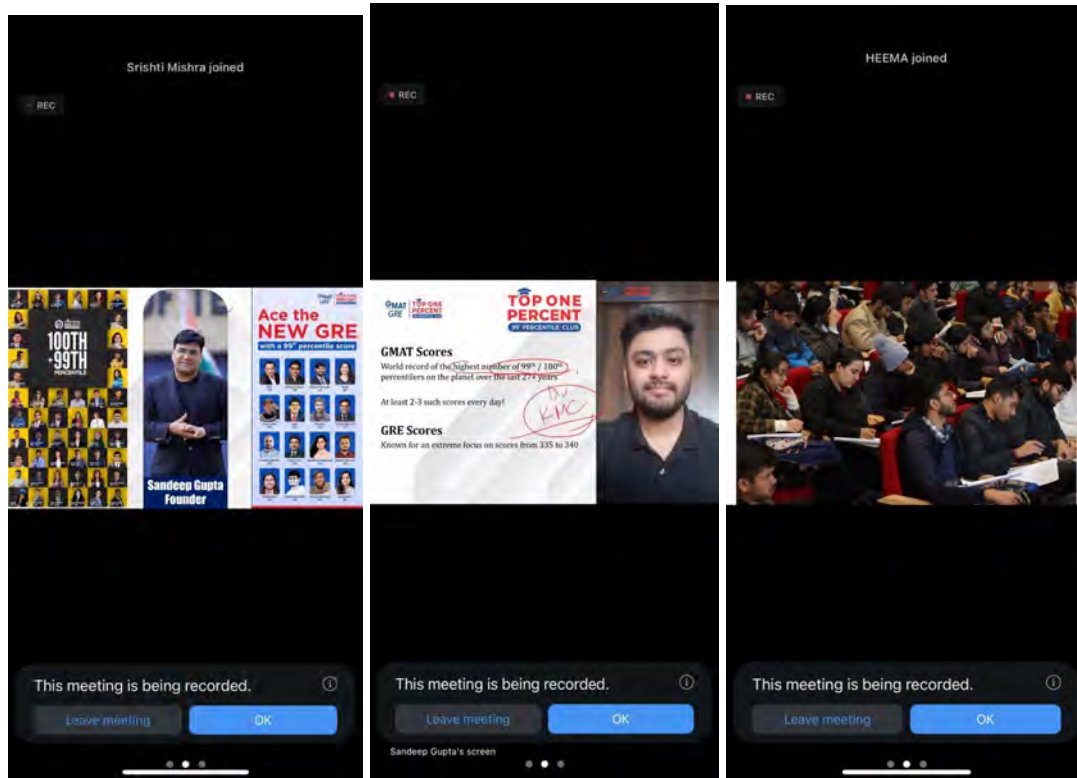 Srishti Mishra joined
REC
100TH
99TH
PERCENTILE
Sandeep Gupta
Founder
GMAT
GRE
Ace the
NEW GRE
with a 99th percentile score
This meeting is being recorded.
Leave meeting
OK
REC
GMAT
GRE
TOP ONE
PERCENT
TOP ONE
PERCENT
99th PERCENTILE CLUB
GMAT Scores
World record of the highest number of 99th / 100th
percentilers on the planet over the last 27+ years
At least 2-3 such scores every day!
KMC
GRE Scores
Known for an extreme focus on scores from 335 to 340
This meeting is being recorded.
Leave meeting
OK
Sandeep Gupta's screen
HEEMA joined
REC
This meeting is being recorded.
Leave meeting
OK